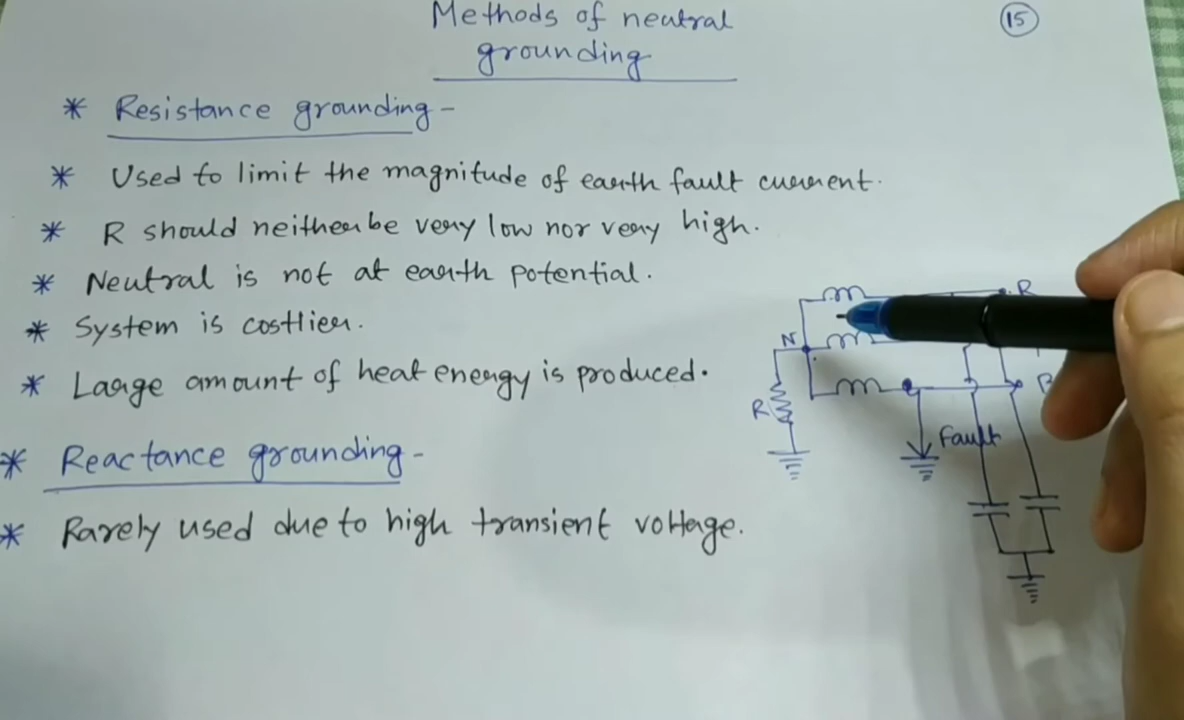 Methods of neutral
grounding
15
* Resistance grounding -
* Used to limit the magnitude of earth fault current.
* R should neither be very low nor very high.
* Neutral is not at earth potential.
* System is costlier.
* Large amount of heat energy is produced.
* Reactance grounding -
* Rarely used due to high transient voltage.
R
N
R
B
Fault